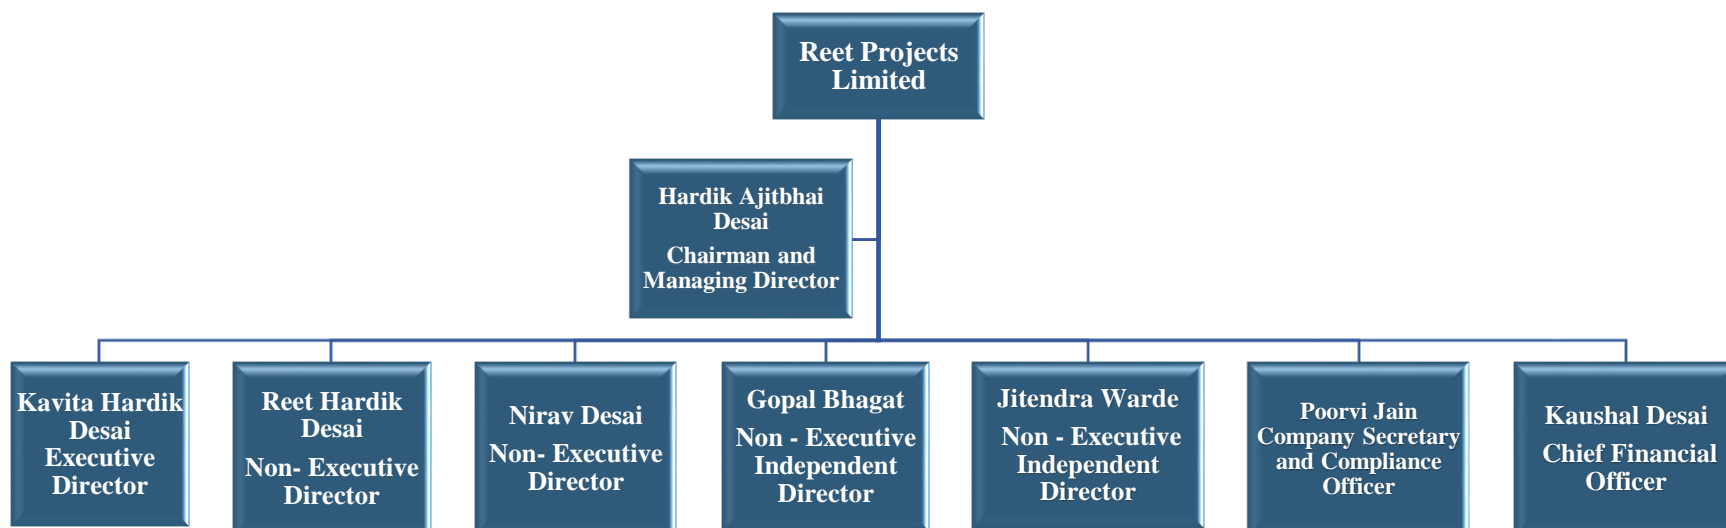 Reet Projects
Limited
Hardik Ajitbhai
Desai
Chairman and
Managing Director
Kavita Hardik
Desai
Executive
Director
Reet Hardik
Desai
Non- Executive
Director
Nirav Desai
Non- Executive
Director
Gopal Bhagat
Non - Executive
Independent
Director
Jitendra Warde
Non - Executive
Independent
Director
Poorvi Jain
Company Secretary
and Compliance
Officer
Kaushal Desai
Chief Financial
Officer